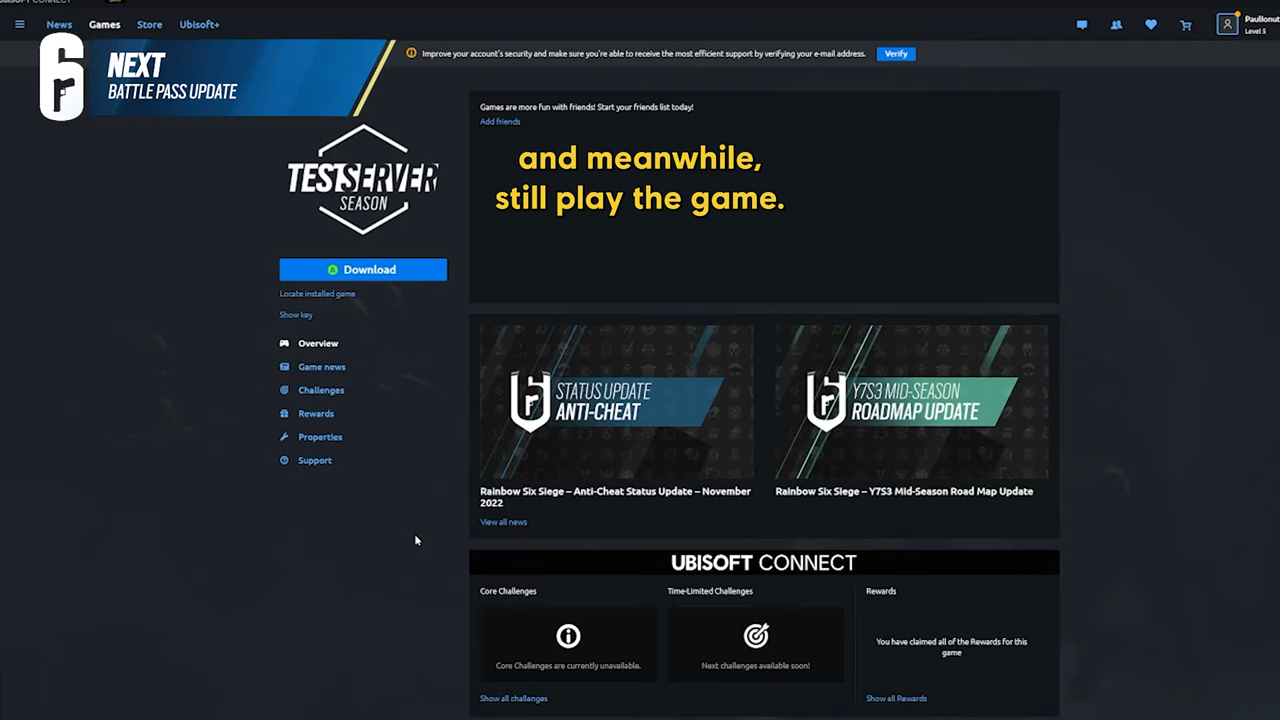 UBISOFT CONNECT
News Games Store Ubisoft+
Paulionut
Level 5
NEXT
BATTLE PASS UPDATE
Improve your account's security and make sure you're able to receive the most efficient support by verifying your e-mail address.
Verify
Games are more fun with friends! Start your friends list today!
Add friends
and meanwhile,
still play the game.
TEST SERVER
SEASON
Download
Locate installed game
Show key
Overview
Game news
Challenges
Rewards
Properties
Support
STATUS UPDATE
ANTI-CHEAT
Y7S3 MID-SEASON
ROADMAP UPDATE
Rainbow Six Siege – Anti-Cheat Status Update – November
2022
Rainbow Six Siege – Y7S3 Mid-Season Road Map Update
View all news
UBISOFT CONNECT
Core Challenges
Time-Limited Challenges
Rewards
Core Challenges are currently unavailable.
Next challenges available soon!
You have claimed all of the Rewards for this
game
Show all challenges
Show all Rewards